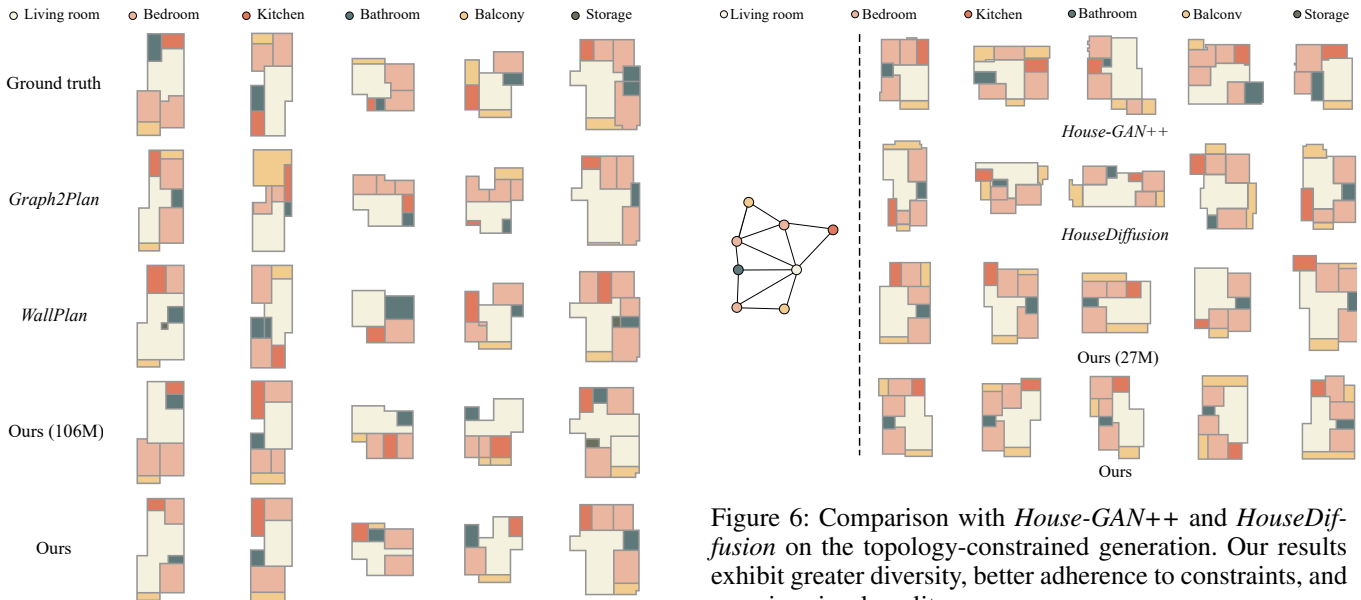 Living room Bedroom Kitchen Bathroom Balcony Storage
Ground truth
Graph2Plan
WallPlan
Ours (106M)
Ours
Living room Bedroom Kitchen Bathroom Balconv Storage
House-GAN++
HouseDiffusion
Ours (27M)
Ours
Figure 6: Comparison with House-GAN++ and HouseDif-
fusion on the topology-constrained generation. Our results
exhibit greater diversity, better adherence to constraints, and